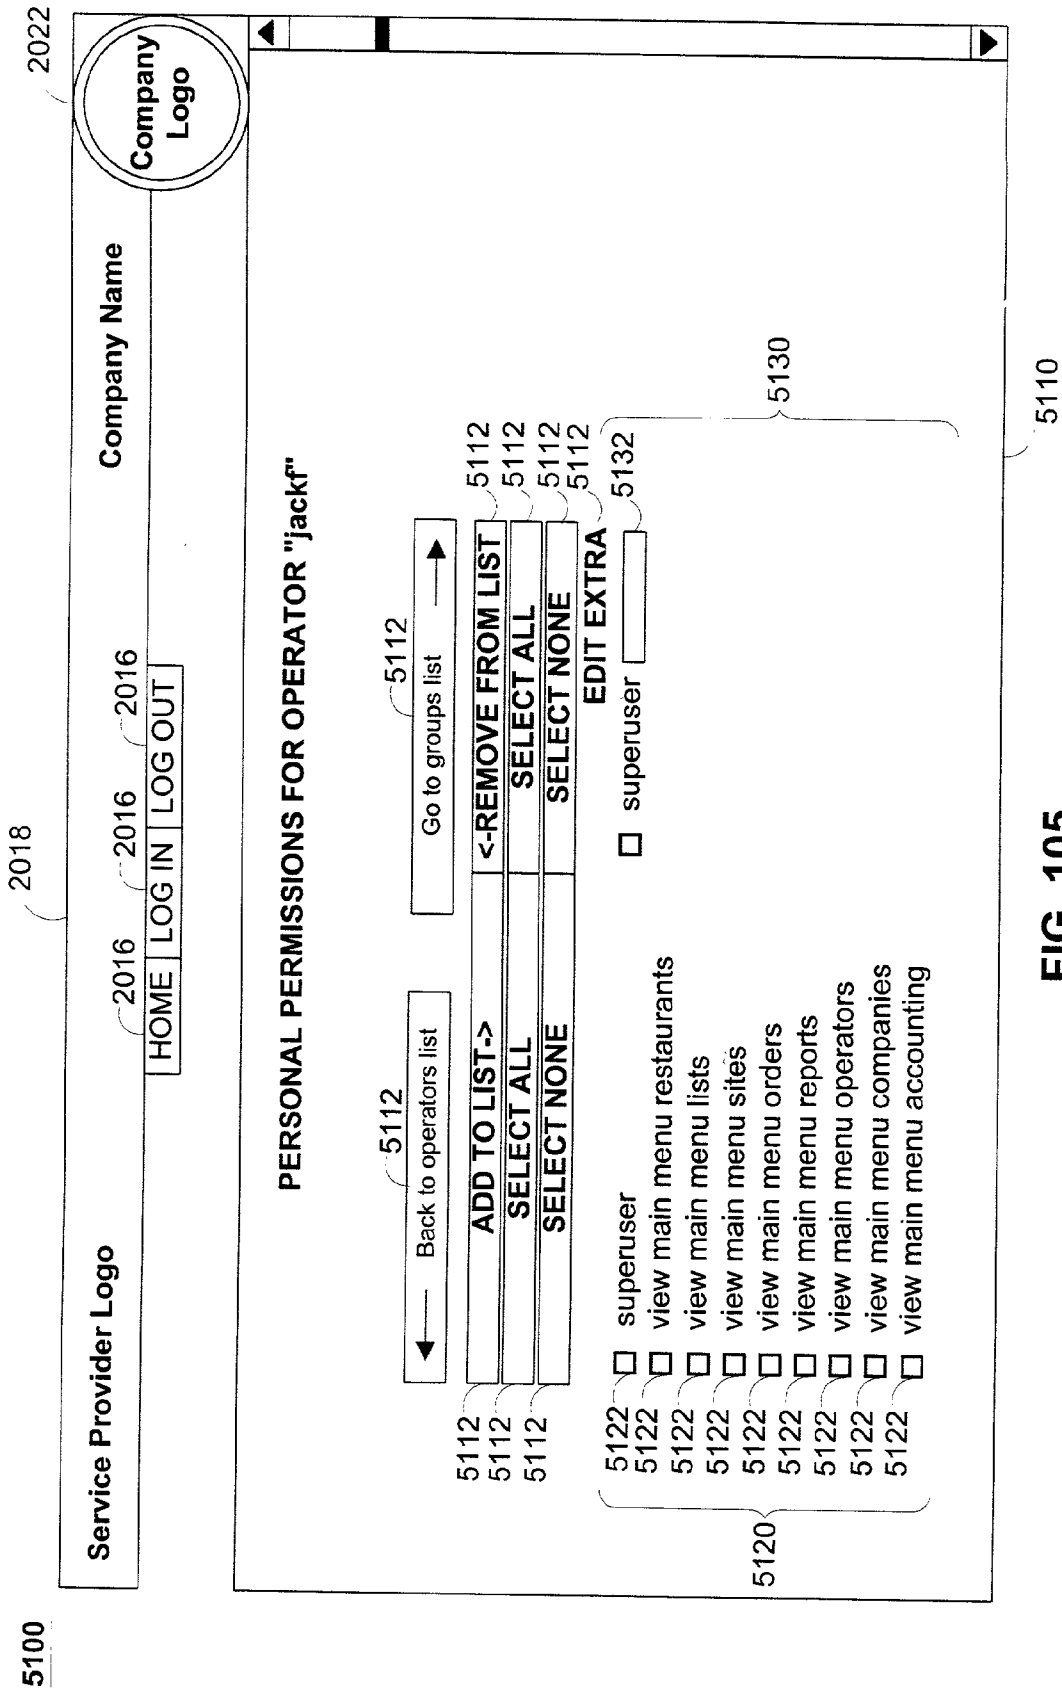 5100
2018
2022
Service Provider Logo
Company Name
Company
Logo
2016
2016
2016
HOME
LOG IN
LOG OUT
PERSONAL PERMISSIONS FOR OPERATOR "jackf"
5112
5112
Back to operators list
Go to groups list
5112
ADD TO LIST->
<-REMOVE FROM LIST
5112
5112
SELECT ALL
SELECT ALL
5112
5112
SELECT NONE
SELECT NONE
5112
EDIT EXTRA
5112
5122
superuser
superuser
5132
5122
view main menu restaurants
5122
view main menu lists
5122
view main menu sites
5122
view main menu orders
5122
view main menu reports
5122
view main menu operators
5122
view main menu companies
5122
view main menu accounting
5120
5130
5110
FIG. 105